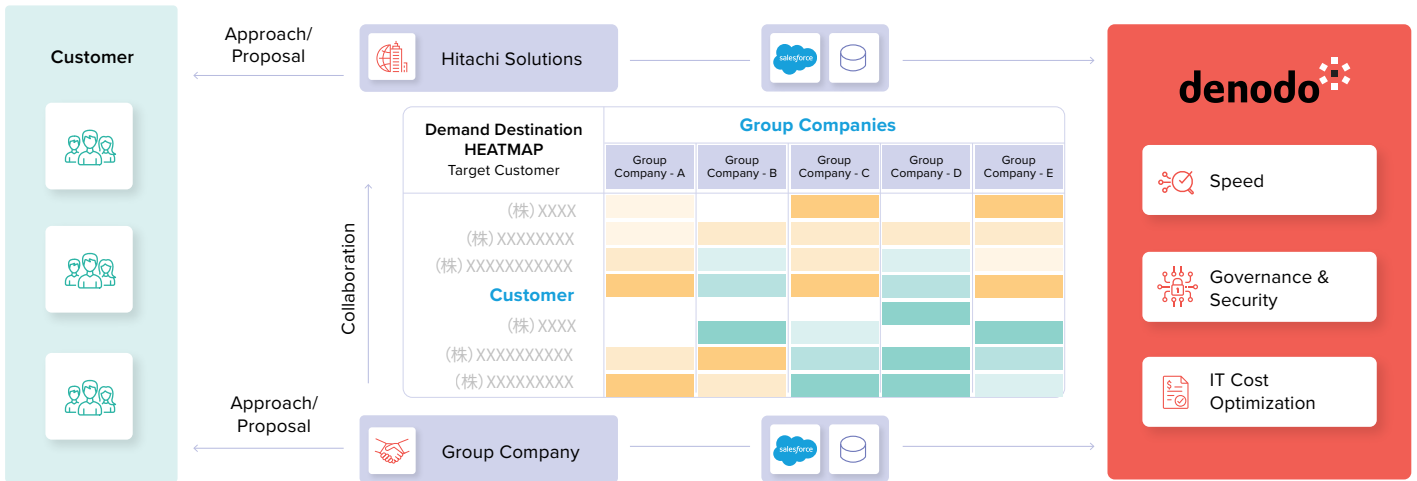 Customer
Approach/
Proposal
Hitachi Solutions
salesforce
denodo
Demand Destination
HEATMAP
Target Customer
Group Companies
Group
Company - A
Group
Company - B
Group
Company - C
Group
Company - D
Group
Company - E
(株) XXXX
(株) XXXXXXXX
(株) XXXXXXXXXXX
Customer
(株) XXXX
(株) XXXXXXXXXX
(株) XXXXXXXXX
Collaboration
Speed
Governance &
Security
IT Cost
Optimization
Approach/
Proposal
Group Company
salesforce